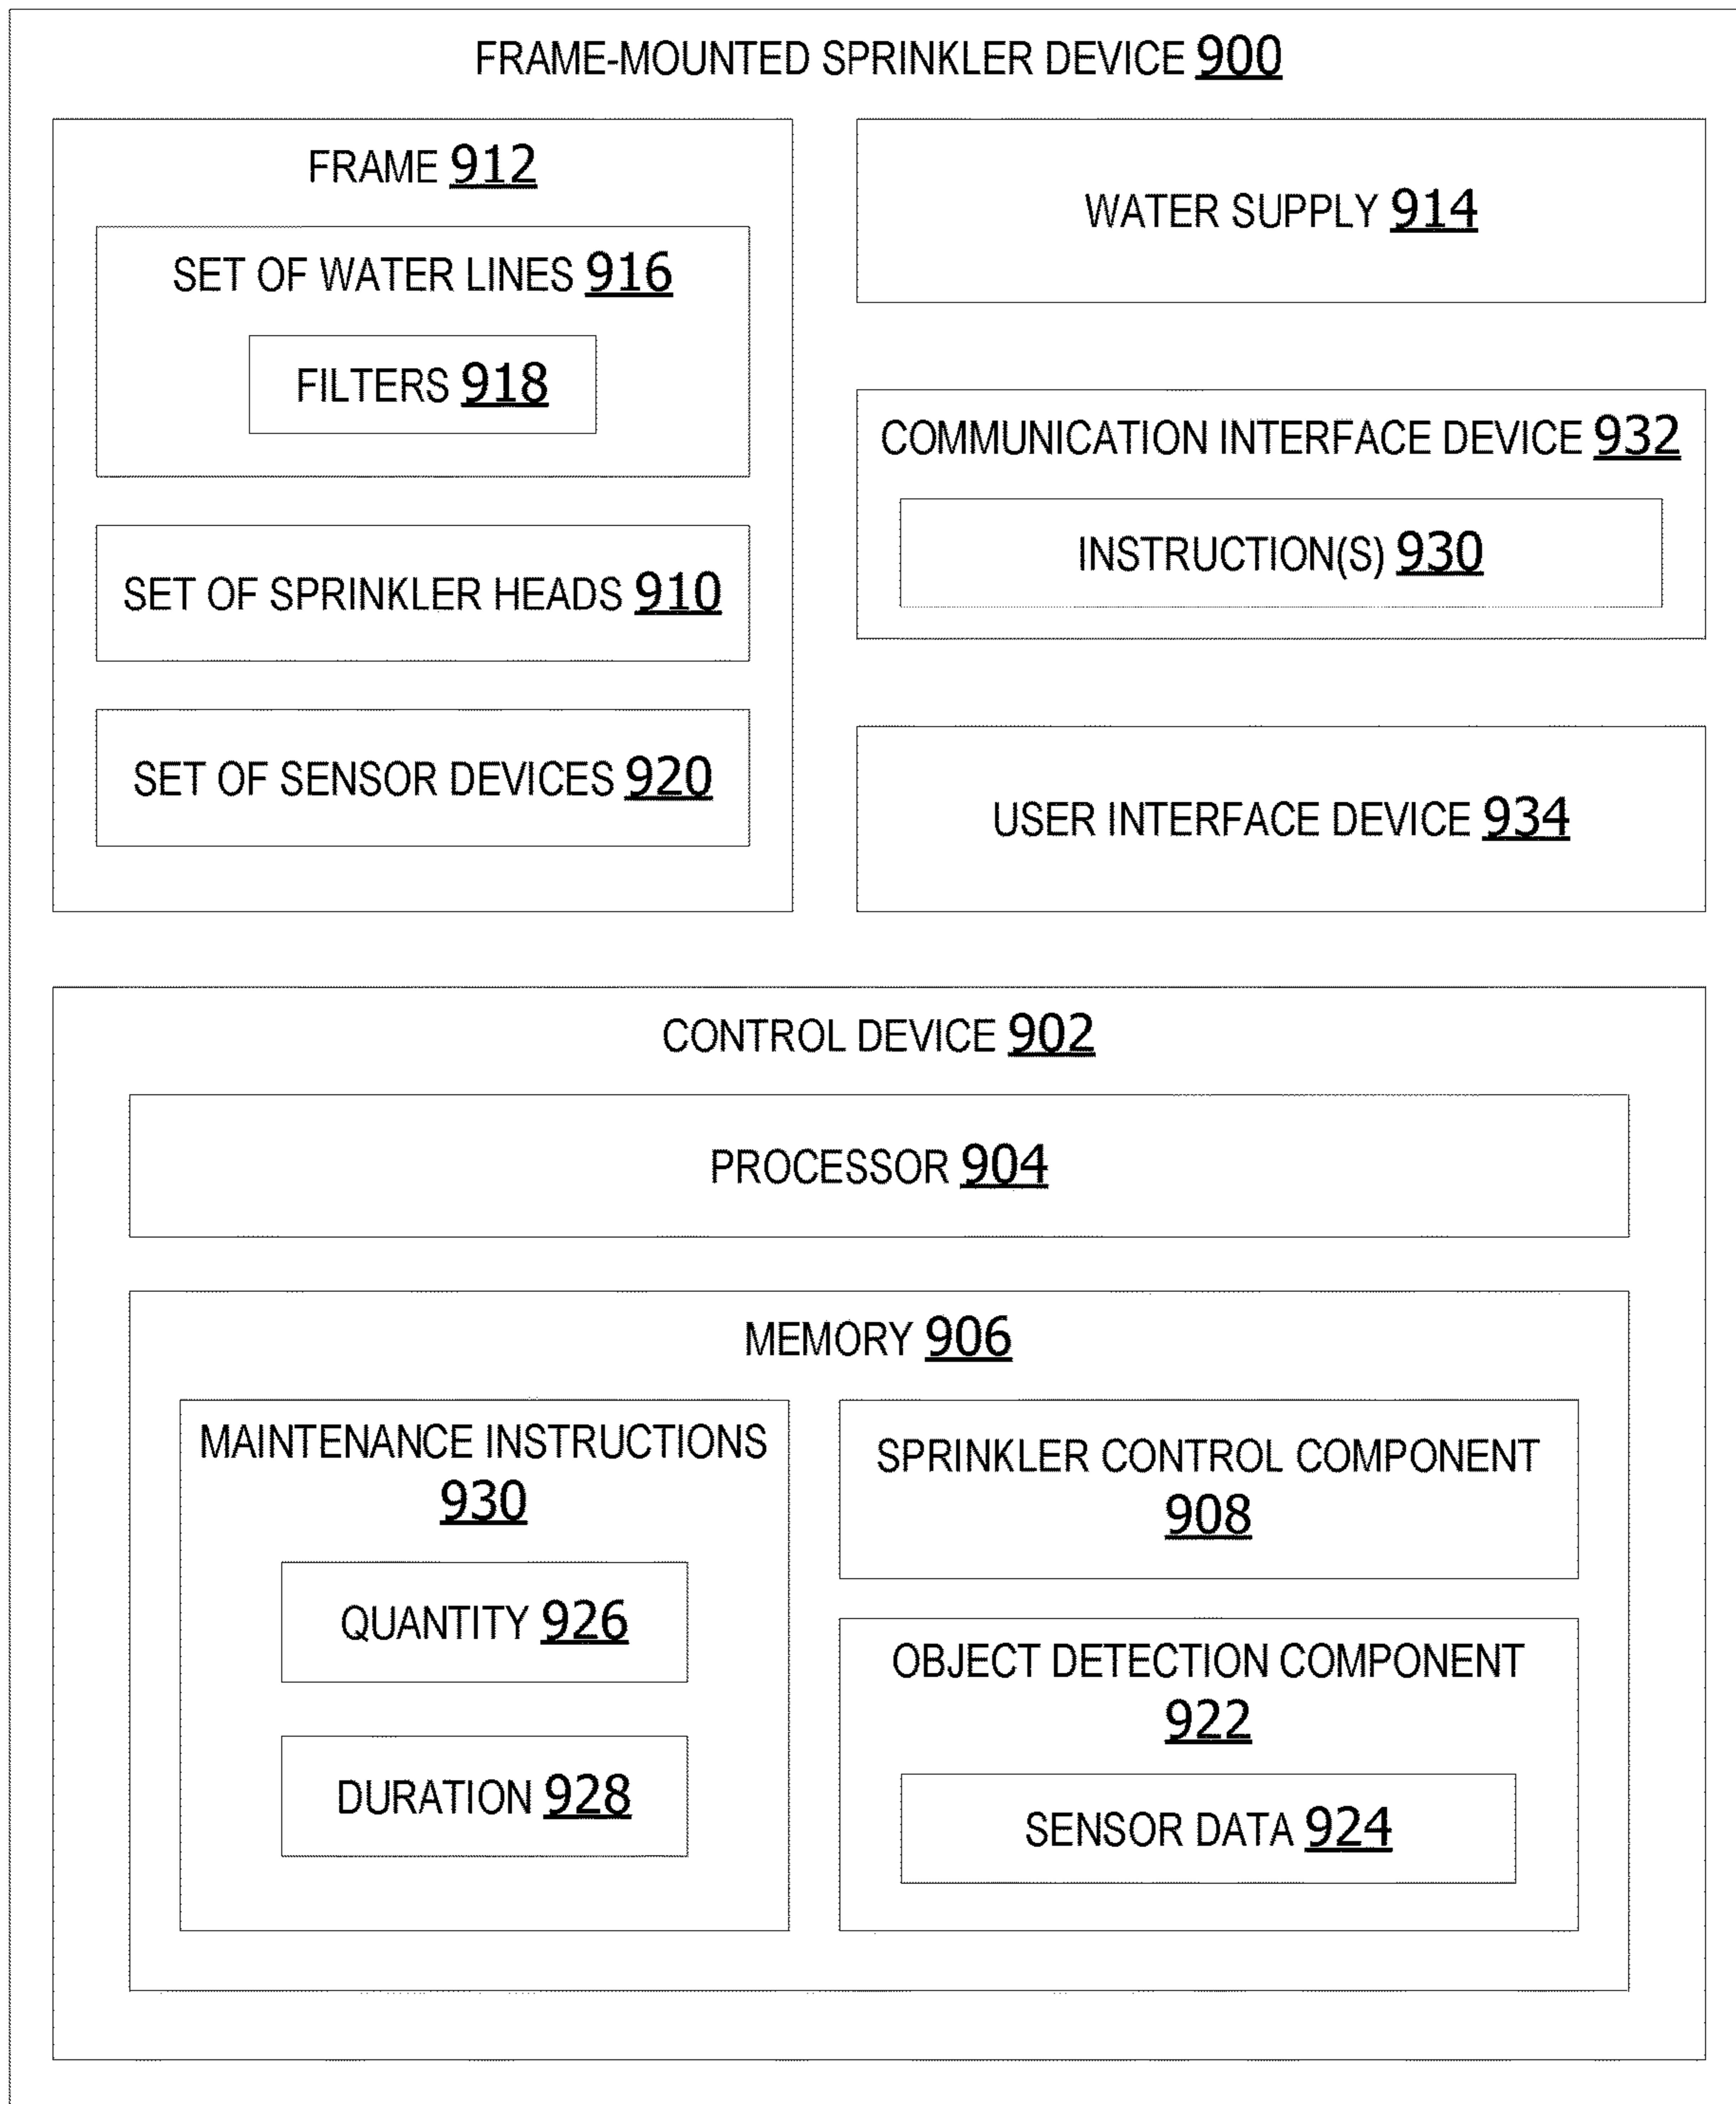 FRAME-MOUNTED SPRINKLER DEVICE 900
FRAME 912
SET OF WATER LINES 916
FILTERS 918
SET OF SPRINKLER HEADS 910
SET OF SENSOR DEVICES 920
WATER SUPPLY 914
COMMUNICATION INTERFACE DEVICE 932
INSTRUCTION(S) 930
USER INTERFACE DEVICE 934
CONTROL DEVICE 902
PROCESSOR 904
MEMORY 906
MAINTENANCE INSTRUCTIONS
930
QUANTITY 926
DURATION 928
SPRINKLER CONTROL COMPONENT
908
OBJECT DETECTION COMPONENT
922
SENSOR DATA 924